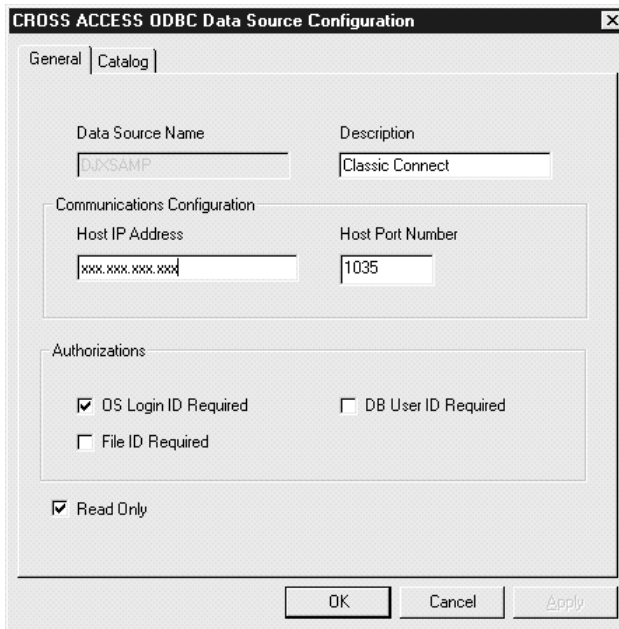 CROSS ACCESS ODBC Data Source Configuration
General Catalog
Data Source Name Description
DJXSAMP Classic Connect
Communications Configuration
Host IP Address Host Port Number
xxx.xxx.xxx.xxx 1035
Authorizations
OS Login ID Required DB User ID Required
File ID Required
Read Only
OK Cancel Apply